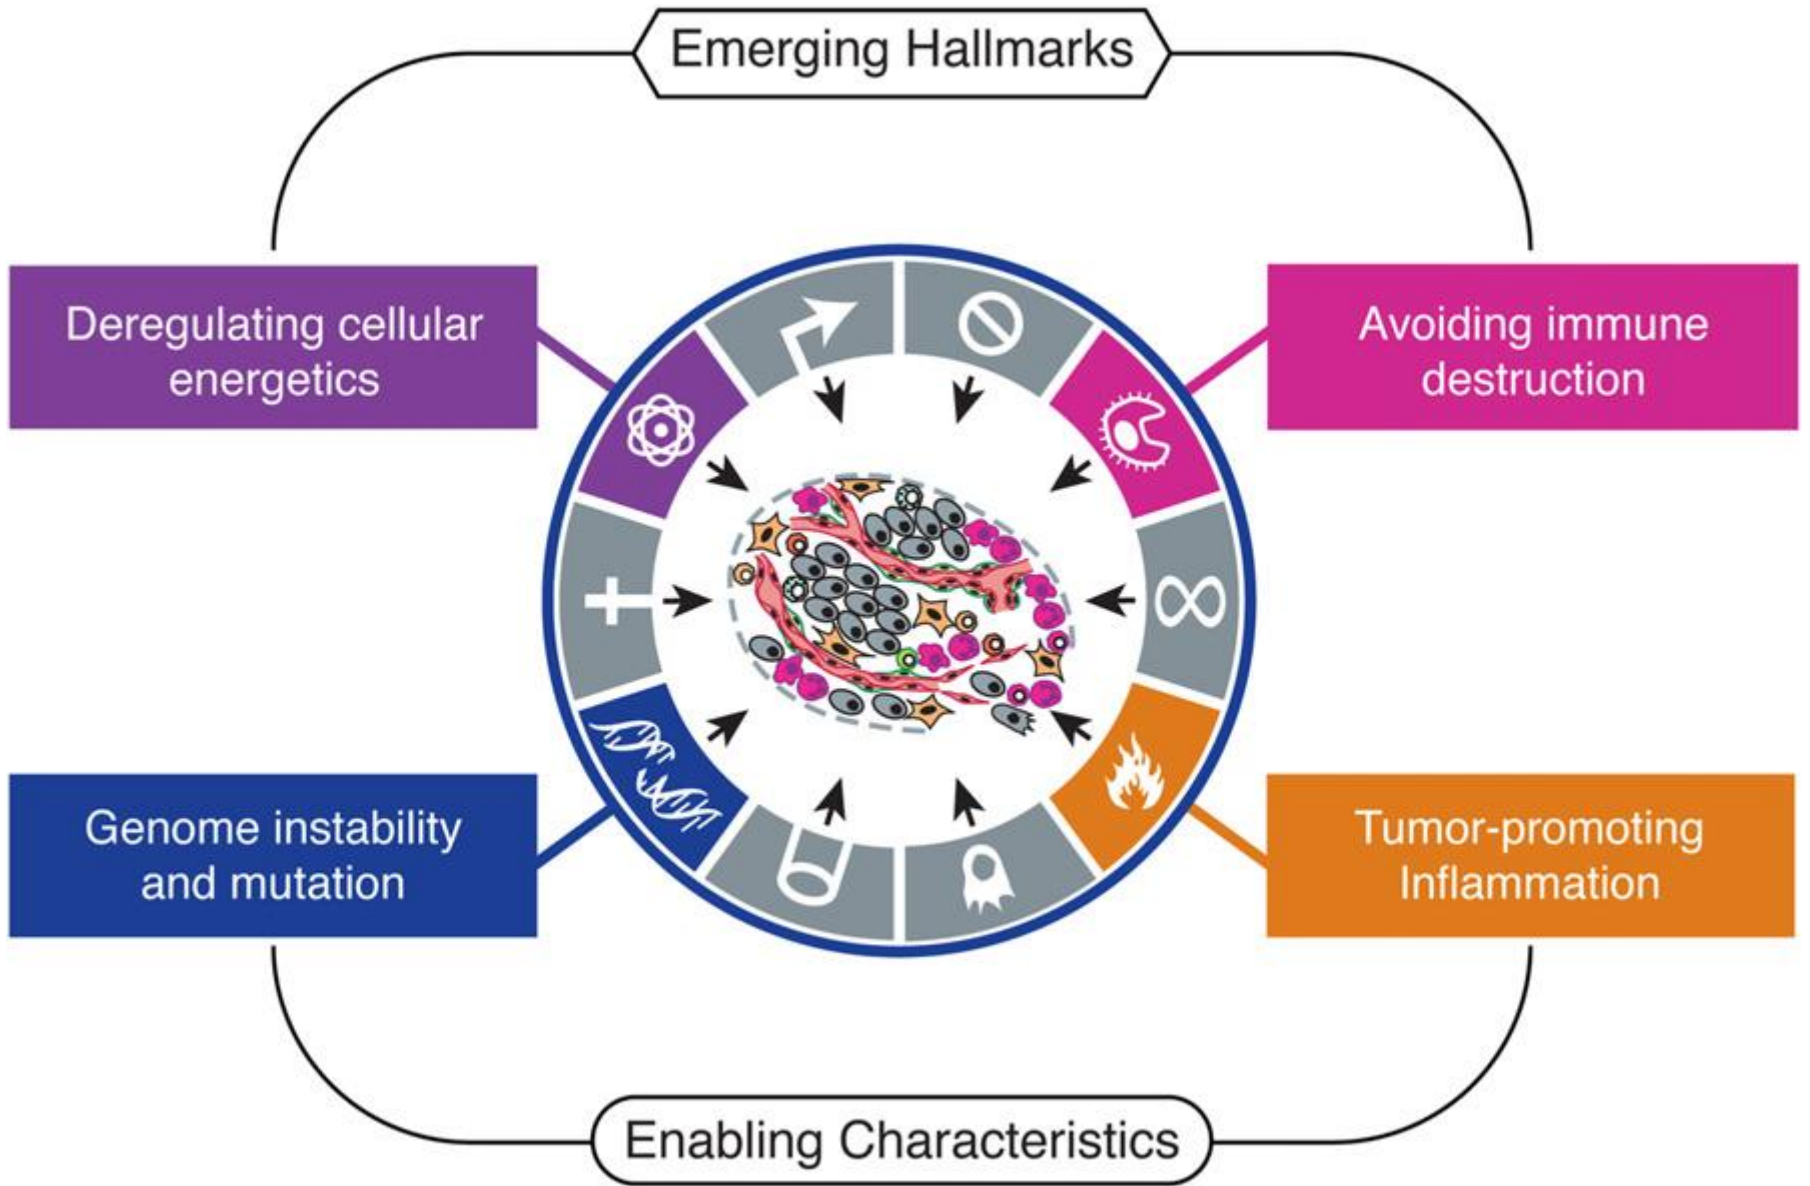 Emerging Hallmarks
Deregulating cellular
energetics
Avoiding immune
destruction
Genome instability
and mutation
Tumor-promoting
Inflammation
Enabling Characteristics